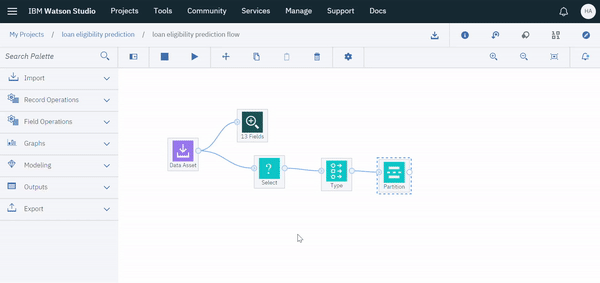 IBM Watson Studio Projects Tools Community Services Manage Support Docs HA
My Projects / loan eligibility prediction / loan eligibility prediction flow
Search Palette
Import
Record Operations
Field Operations
Graphs
Modeling
Outputs
Export
13 Fields
Data Asset
Select
Type
Partition